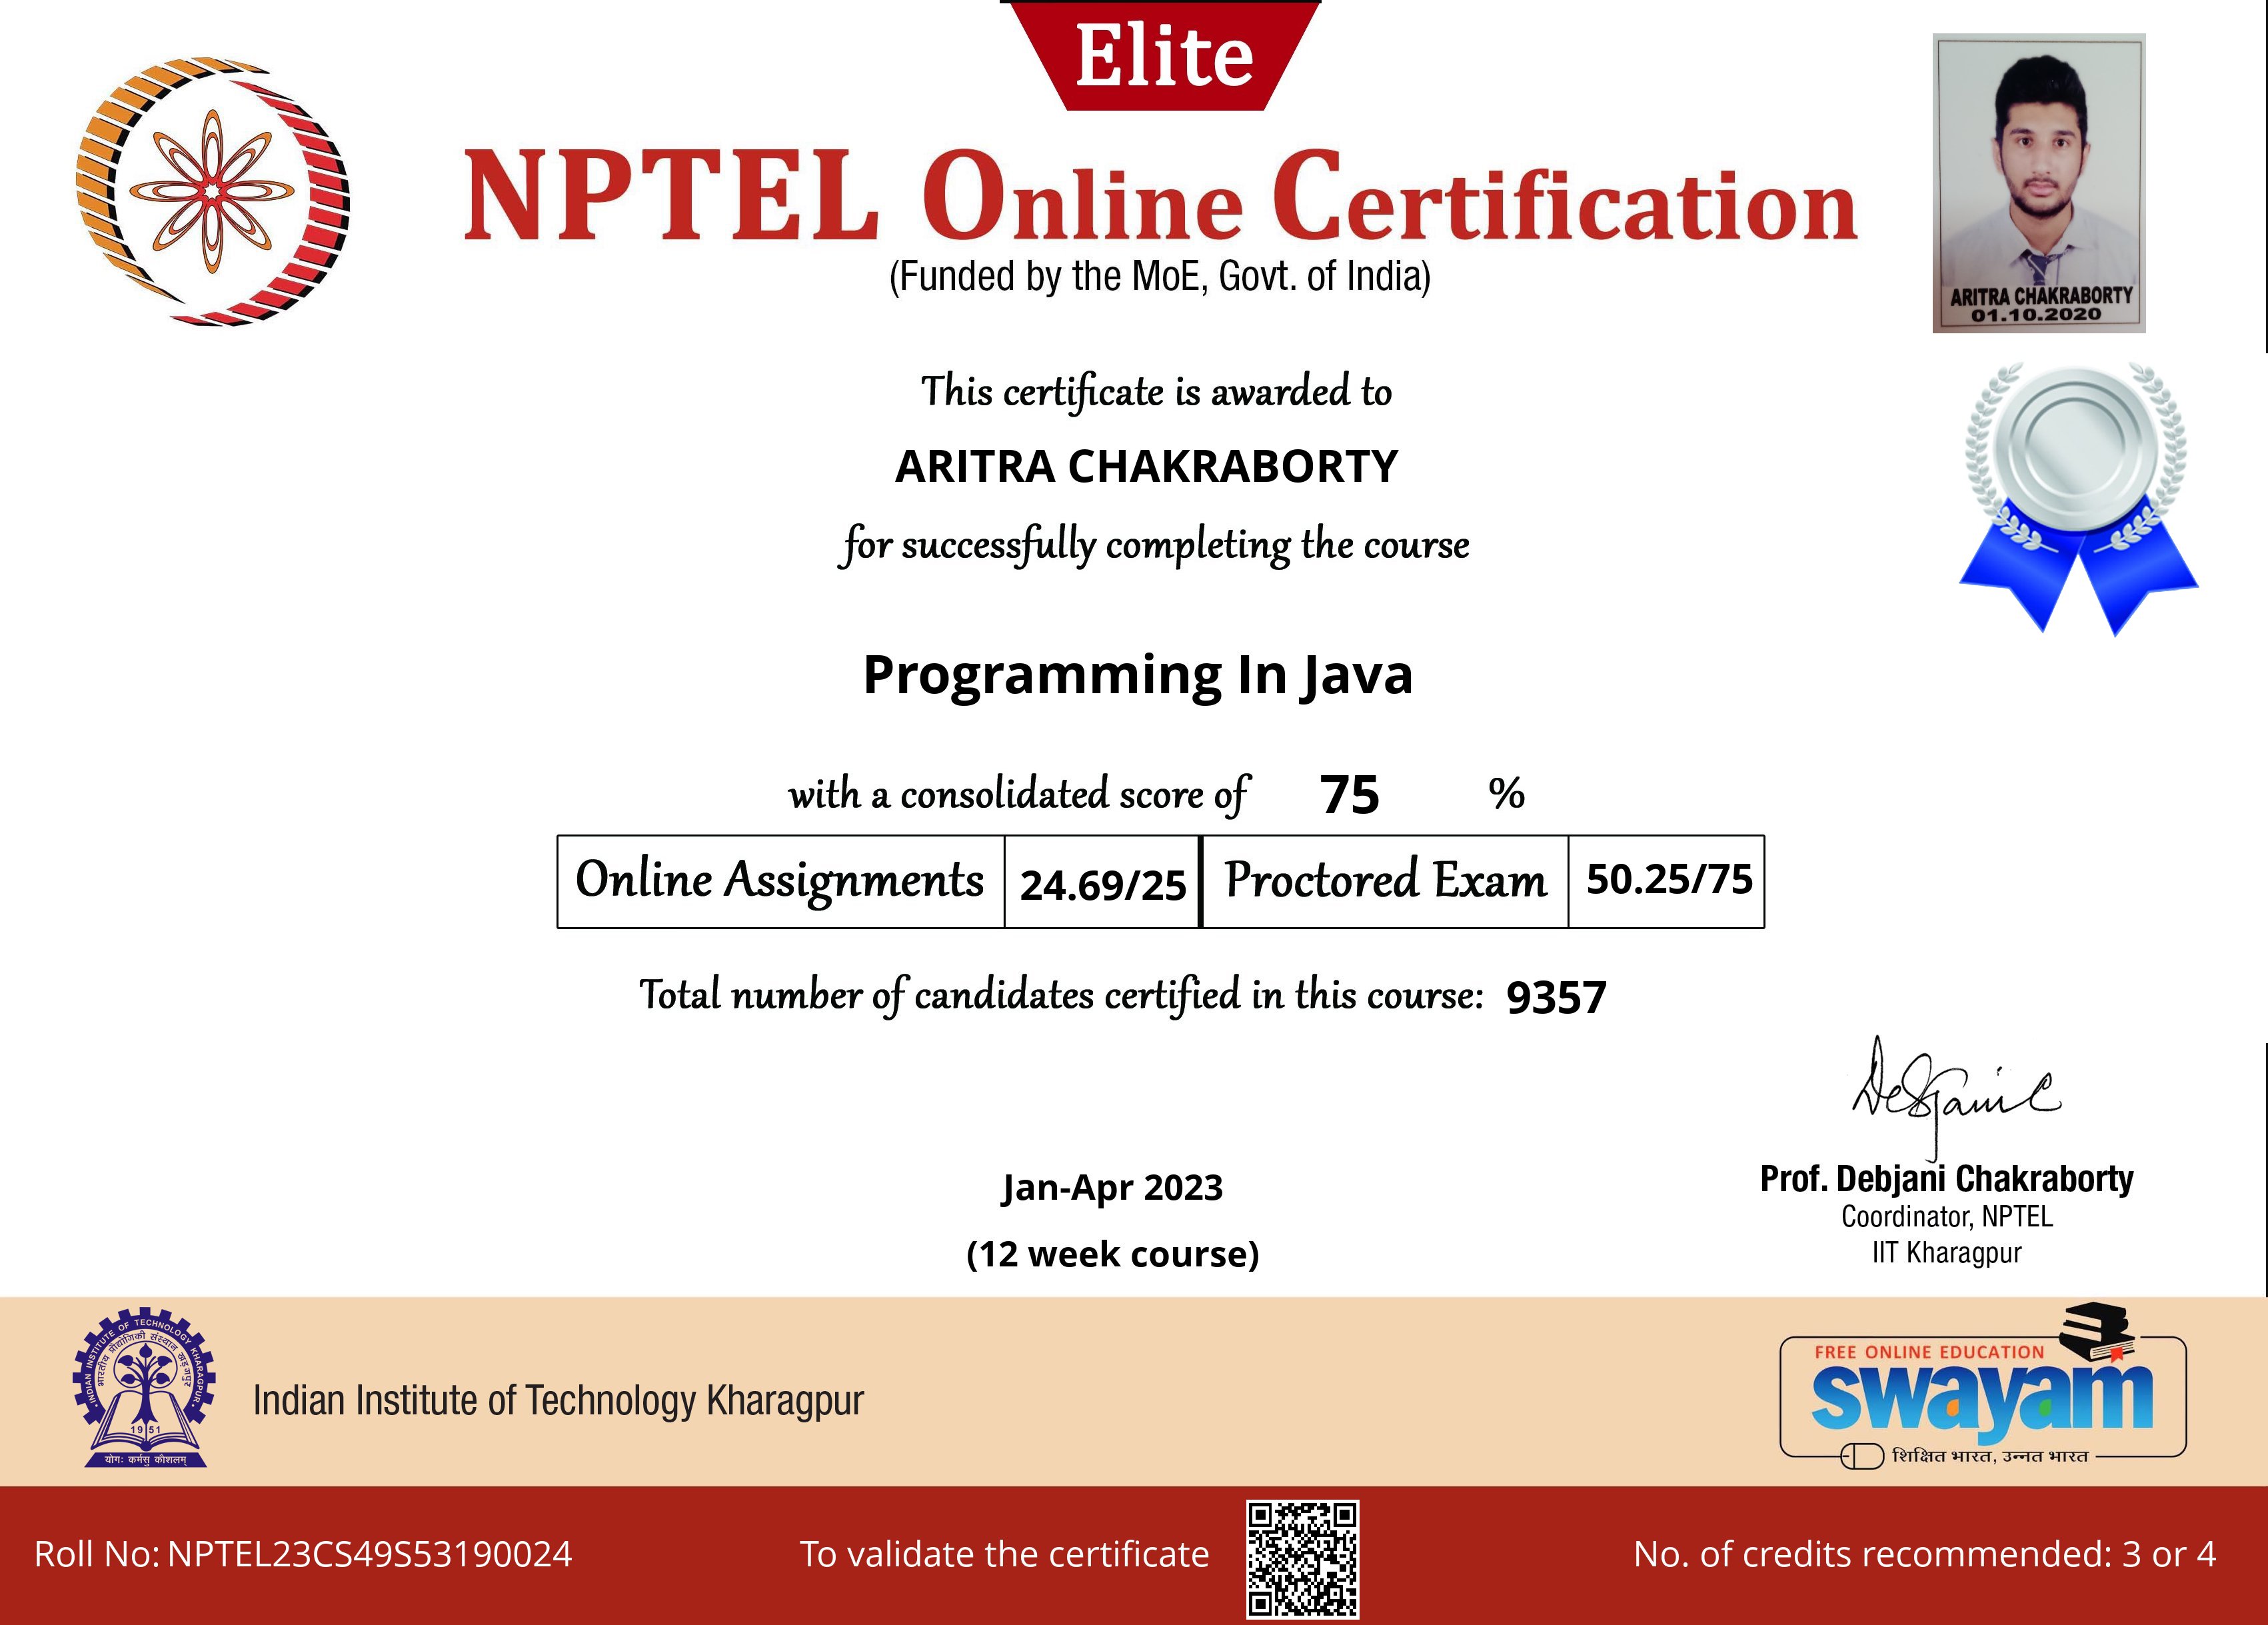 Elite
NPTEL Online Certification
(Funded by the MoE, Govt. of India)
ARITRA CHAKRABORTY
01.10.2020
This certificate is awarded to
ARITRA CHAKRABORTY
for successfully completing the course
Programming In Java
with a consolidated score of 75 %
Online Assignments 24.69/25 Proctored Exam 50.25/75
Total number of candidates certified in this course: 9357
Jan-Apr 2023
(12 week course)
Prof. Debjani Chakraborty
Coordinator, NPTEL
IIT Kharagpur
INDIAN INSTITUTE OF TECHNOLOGY KHARAGPUR
भारतीय प्रौद्योगिकी संस्थान खड़गपुर
1951
योगः कर्मसु कौशलम्
Indian Institute of Technology Kharagpur
FREE ONLINE EDUCATION
swayam
शिक्षित भारत, उन्नत भारत
Roll No: NPTEL23CS49S53190024
To validate the certificate
No. of credits recommended: 3 or 4